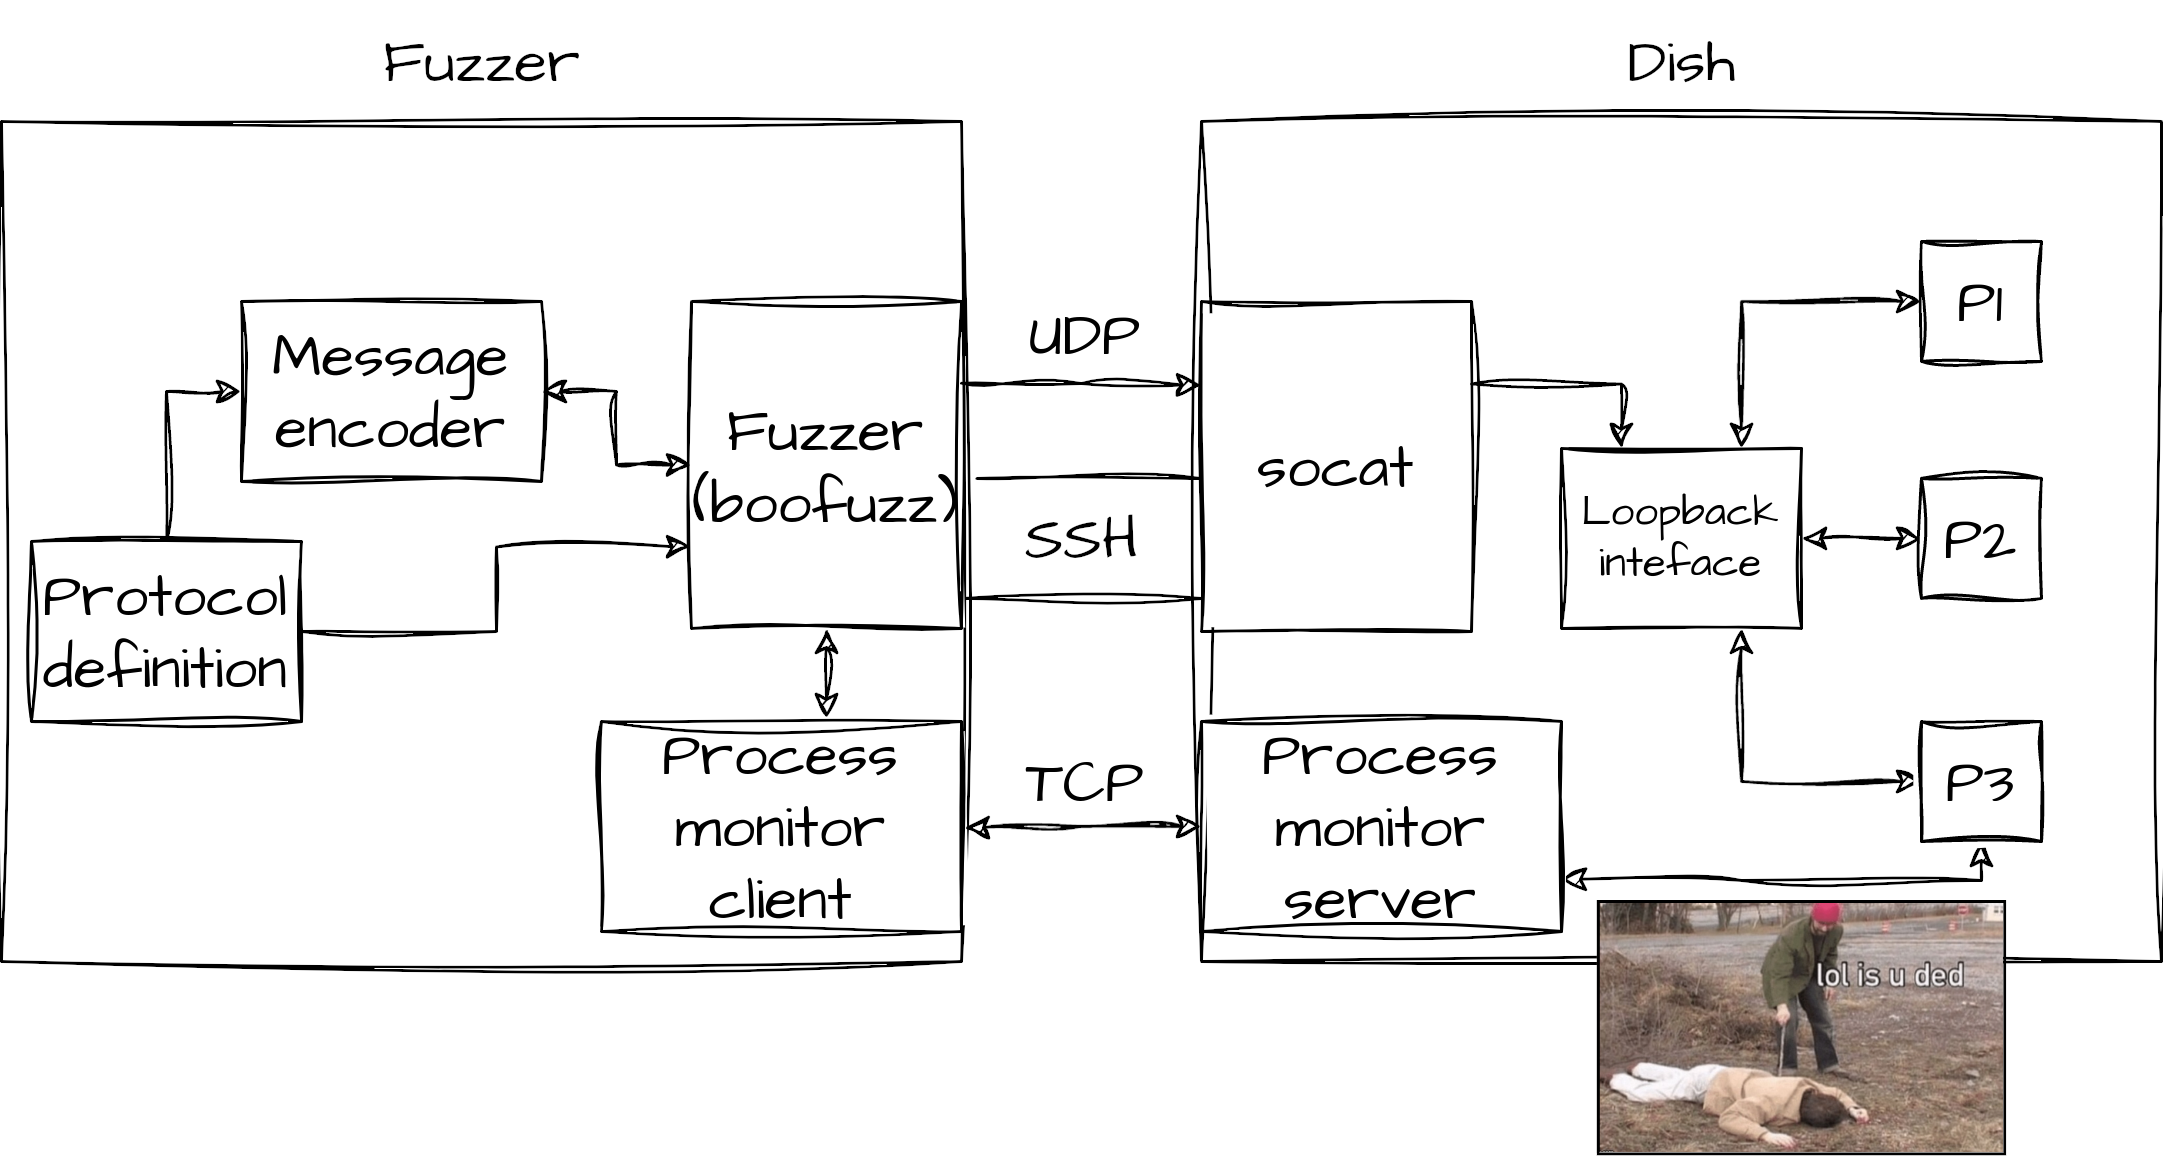 Fuzzer
Dish
Message
encoder
Protocol
definition
Fuzzer
(boofuzz)
Process
monitor
client
UDP
SSH
TCP
socat
Process
monitor
server
Loopback
inteface
P1
P2
P3
lol is u ded